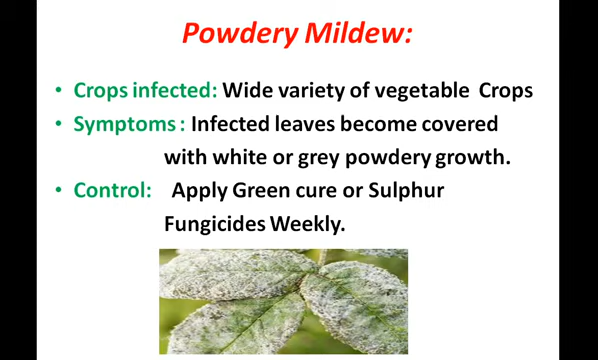 Powdery Mildew:
• Crops infected: Wide variety of vegetable Crops
• Symptoms : Infected leaves become covered
with white or grey powdery growth.
• Control: Apply Green cure or Sulphur
Fungicides Weekly.